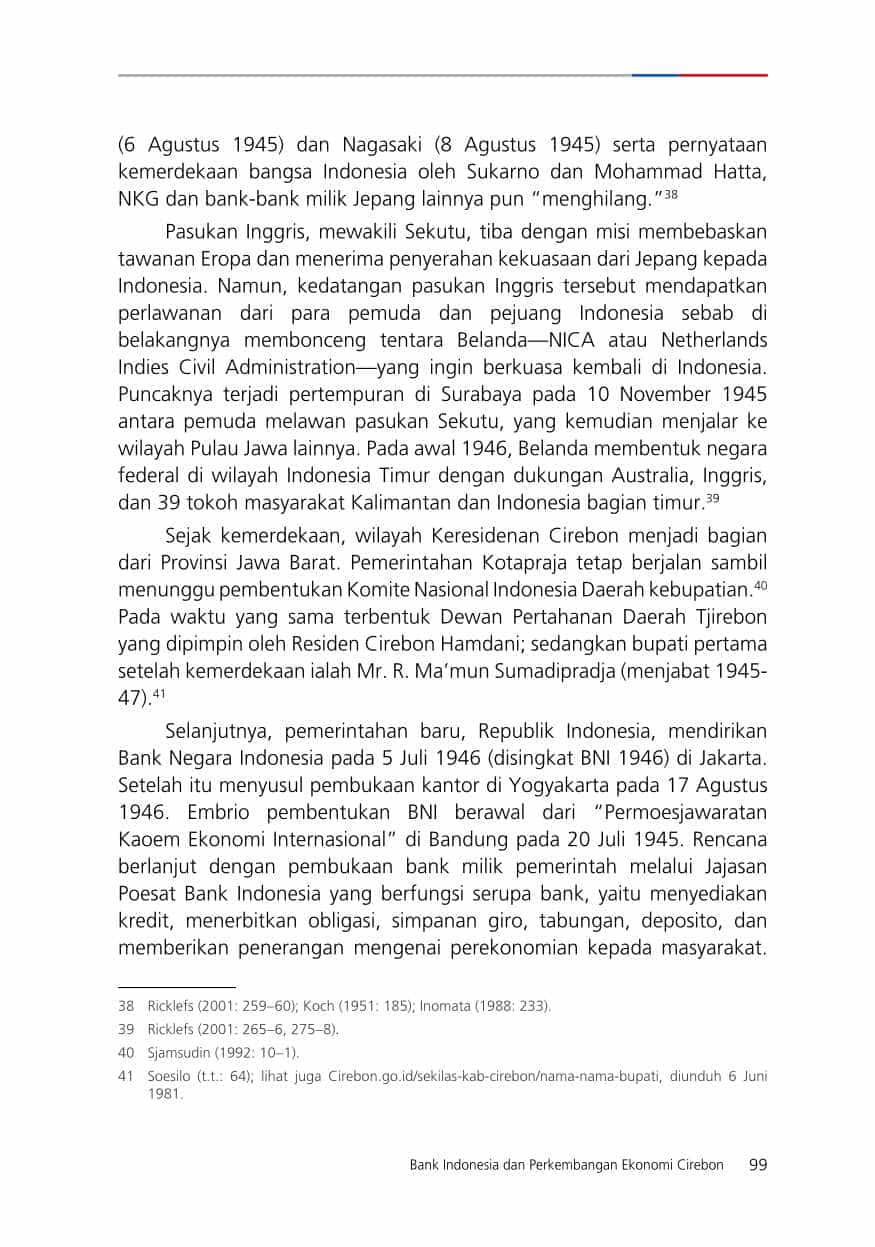 (6 Agustus 1945) dan Nagasaki (8 Agustus 1945) serta pernyataan
kemerdekaan bangsa Indonesia oleh Sukarno dan Mohammad Hatta,
NKG dan bank-bank milik Jepang lainnya pun “menghilang.”38
Pasukan Inggris, mewakili Sekutu, tiba dengan misi membebaskan
tawanan Eropa dan menerima penyerahan kekuasaan dari Jepang kepada
Indonesia. Namun, kedatangan pasukan Inggris tersebut mendapatkan
perlawanan dari para pemuda dan pejuang Indonesia sebab di
belakangnya membonceng tentara Belanda—NICA atau Netherlands
Indies Civil Administration—yang ingin berkuasa kembali di Indonesia.
Puncaknya terjadi pertempuran di Surabaya pada 10 November 1945
antara pemuda melawan pasukan Sekutu, yang kemudian menjalar ke
wilayah Pulau Jawa lainnya. Pada awal 1946, Belanda membentuk negara
federal di wilayah Indonesia Timur dengan dukungan Australia, Inggris,
dan 39 tokoh masyarakat Kalimantan dan Indonesia bagian timur.39
Sejak kemerdekaan, wilayah Keresidenan Cirebon menjadi bagian
dari Provinsi Jawa Barat. Pemerintahan Kotapraja tetap berjalan sambil
menunggu pembentukan Komite Nasional Indonesia Daerah kebupatian.40
Pada waktu yang sama terbentuk Dewan Pertahanan Daerah Tjirebon
yang dipimpin oleh Residen Cirebon Hamdani; sedangkan bupati pertama
setelah kemerdekaan ialah Mr. R. Ma’mun Sumadipradja (menjabat 1945-
47).41
Selanjutnya, pemerintahan baru, Republik Indonesia, mendirikan
Bank Negara Indonesia pada 5 Juli 1946 (disingkat BNI 1946) di Jakarta.
Setelah itu menyusul pembukaan kantor di Yogyakarta pada 17 Agustus
1946. Embrio pembentukan BNI berawal dari “Permoesjawaratan
Kaoem Ekonomi Internasional” di Bandung pada 20 Juli 1945. Rencana
berlanjut dengan pembukaan bank milik pemerintah melalui Jajasan
Poesat Bank Indonesia yang berfungsi serupa bank, yaitu menyediakan
kredit, menerbitkan obligasi, simpanan giro, tabungan, deposito, dan
memberikan penerangan mengenai perekonomian kepada masyarakat.
38 Ricklefs (2001: 259–60); Koch (1951: 185); Inomata (1988: 233).
39 Ricklefs (2001: 265–6, 275–8).
40 Sjamsudin (1992: 10–1).
41 Soesilo (t.t.: 64); lihat juga Cirebon.go.id/sekilas-kab-cirebon/nama-nama-bupati, diunduh 6 Juni
1981.
Bank Indonesia dan Perkembangan Ekonomi Cirebon 99